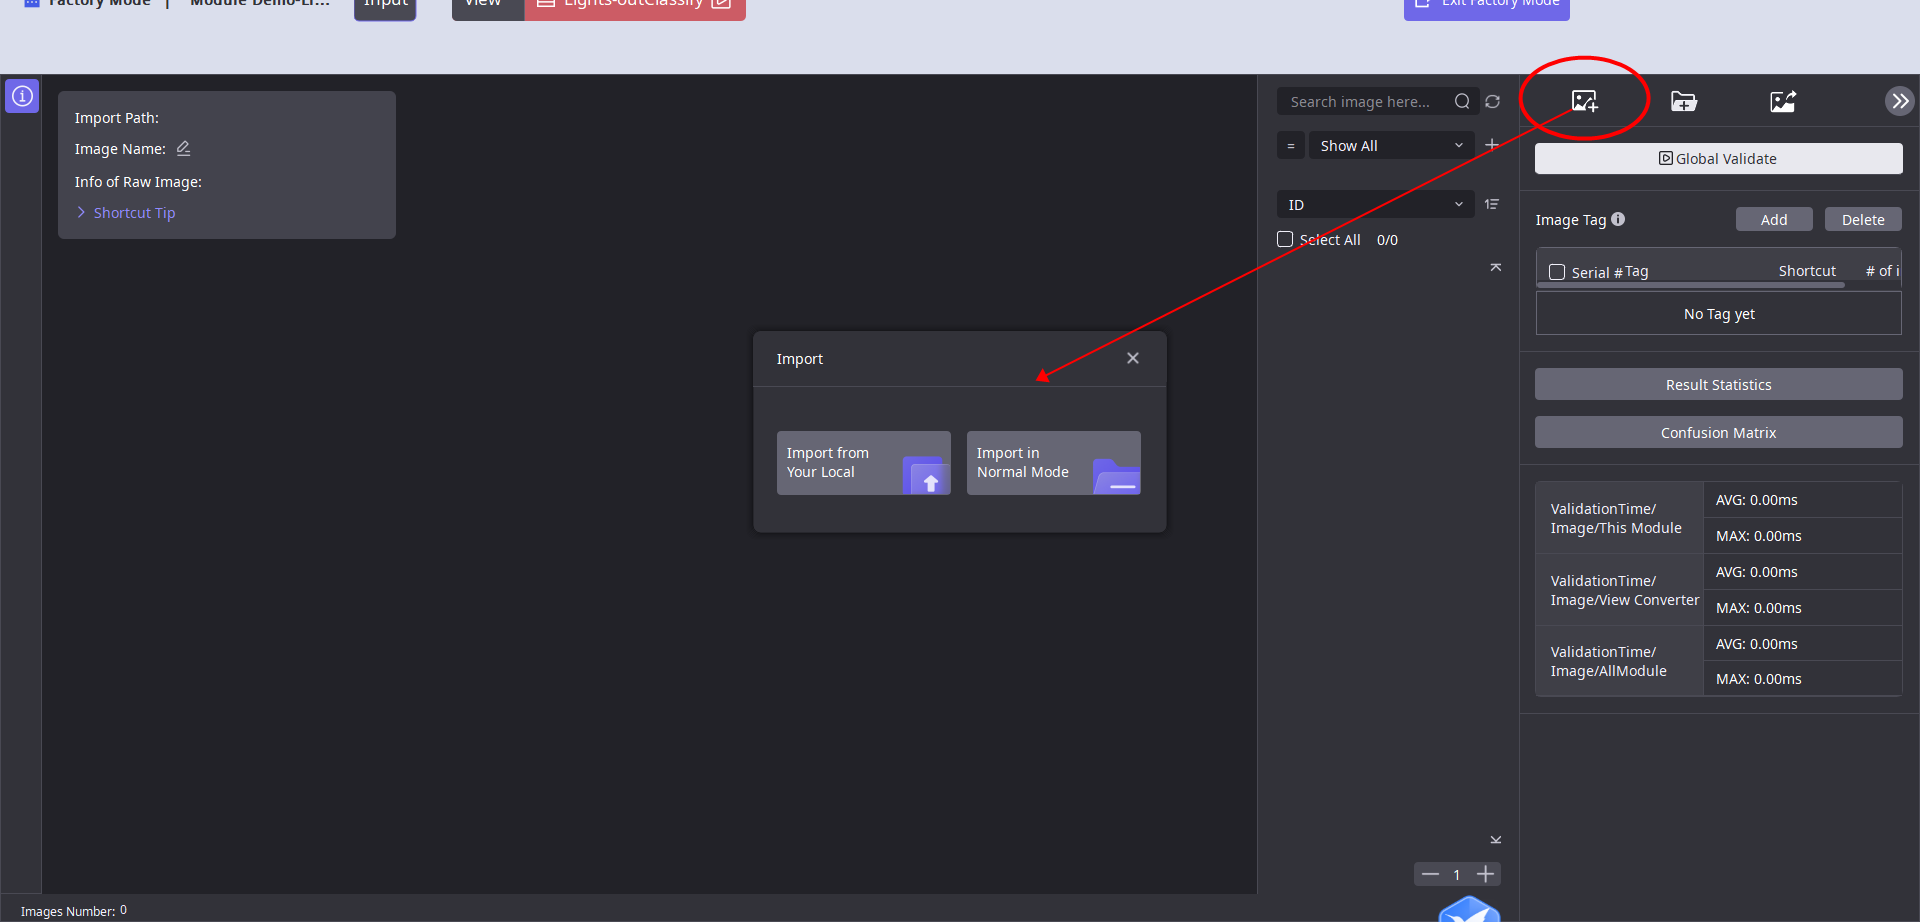 Factory Mode | Module Demo-Li...
Input
View
Lights-outClassify
Exit Factory Mode
Import Path:
Image Name:
Info of Raw Image:
Shortcut Tip
Search image here...
= Show All
ID
Select All 0/0
Import
Import from
Your Local
Import in
Normal Mode
1
Global Validate
Image Tag
Add
Delete
Serial # Tag Shortcut # of i
No Tag yet
Result Statistics
Confusion Matrix
ValidationTime/
Image/This Module
AVG: 0.00ms
MAX: 0.00ms
ValidationTime/
Image/View Converter
AVG: 0.00ms
MAX: 0.00ms
ValidationTime/
Image/AllModule
AVG: 0.00ms
MAX: 0.00ms
Images Number: 0